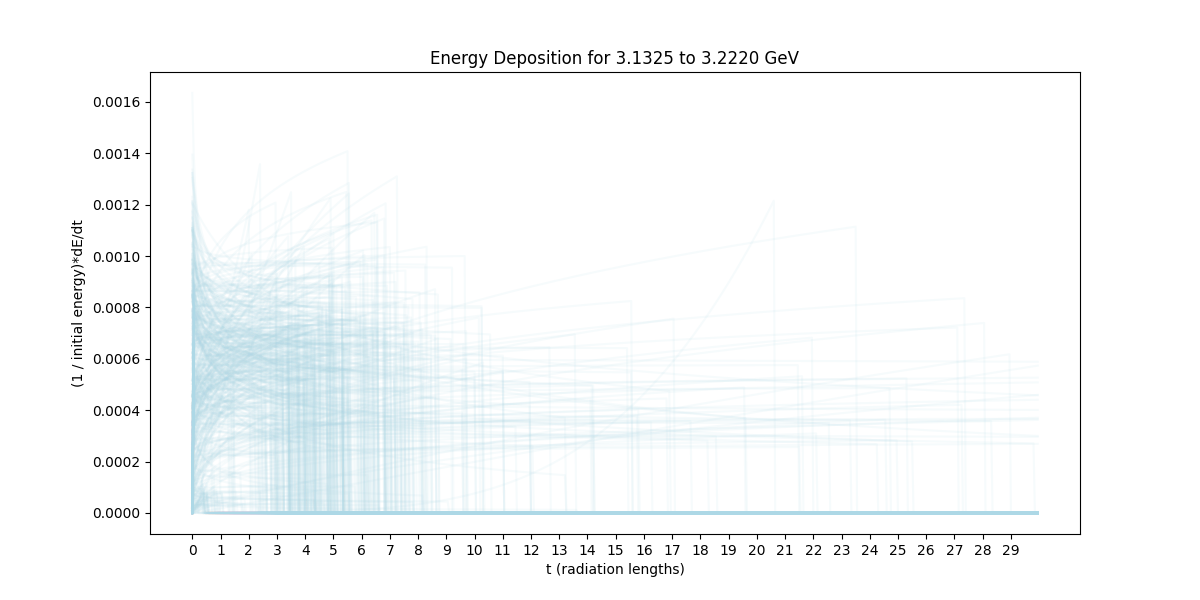 Energy Deposition for 3.1325 to 3.2220 GeV
(1 / initial energy)*dE/dt
0.0016
0.0014
0.0012
0.0010
0.0008
0.0006
0.0004
0.0002
0.0000
0 1 2 3 4 5 6 7 8 9 10 11 12 13 14 15 16 17 18 19 20 21 22 23 24 25 26 27 28 29
t (radiation lengths)